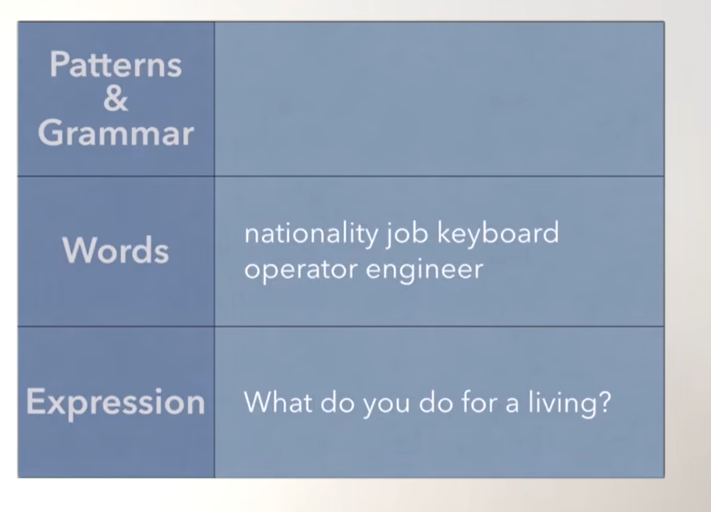 Patterns
&
Grammar
Words
nationality job keyboard
operator engineer
Expression
What do you do for a living?